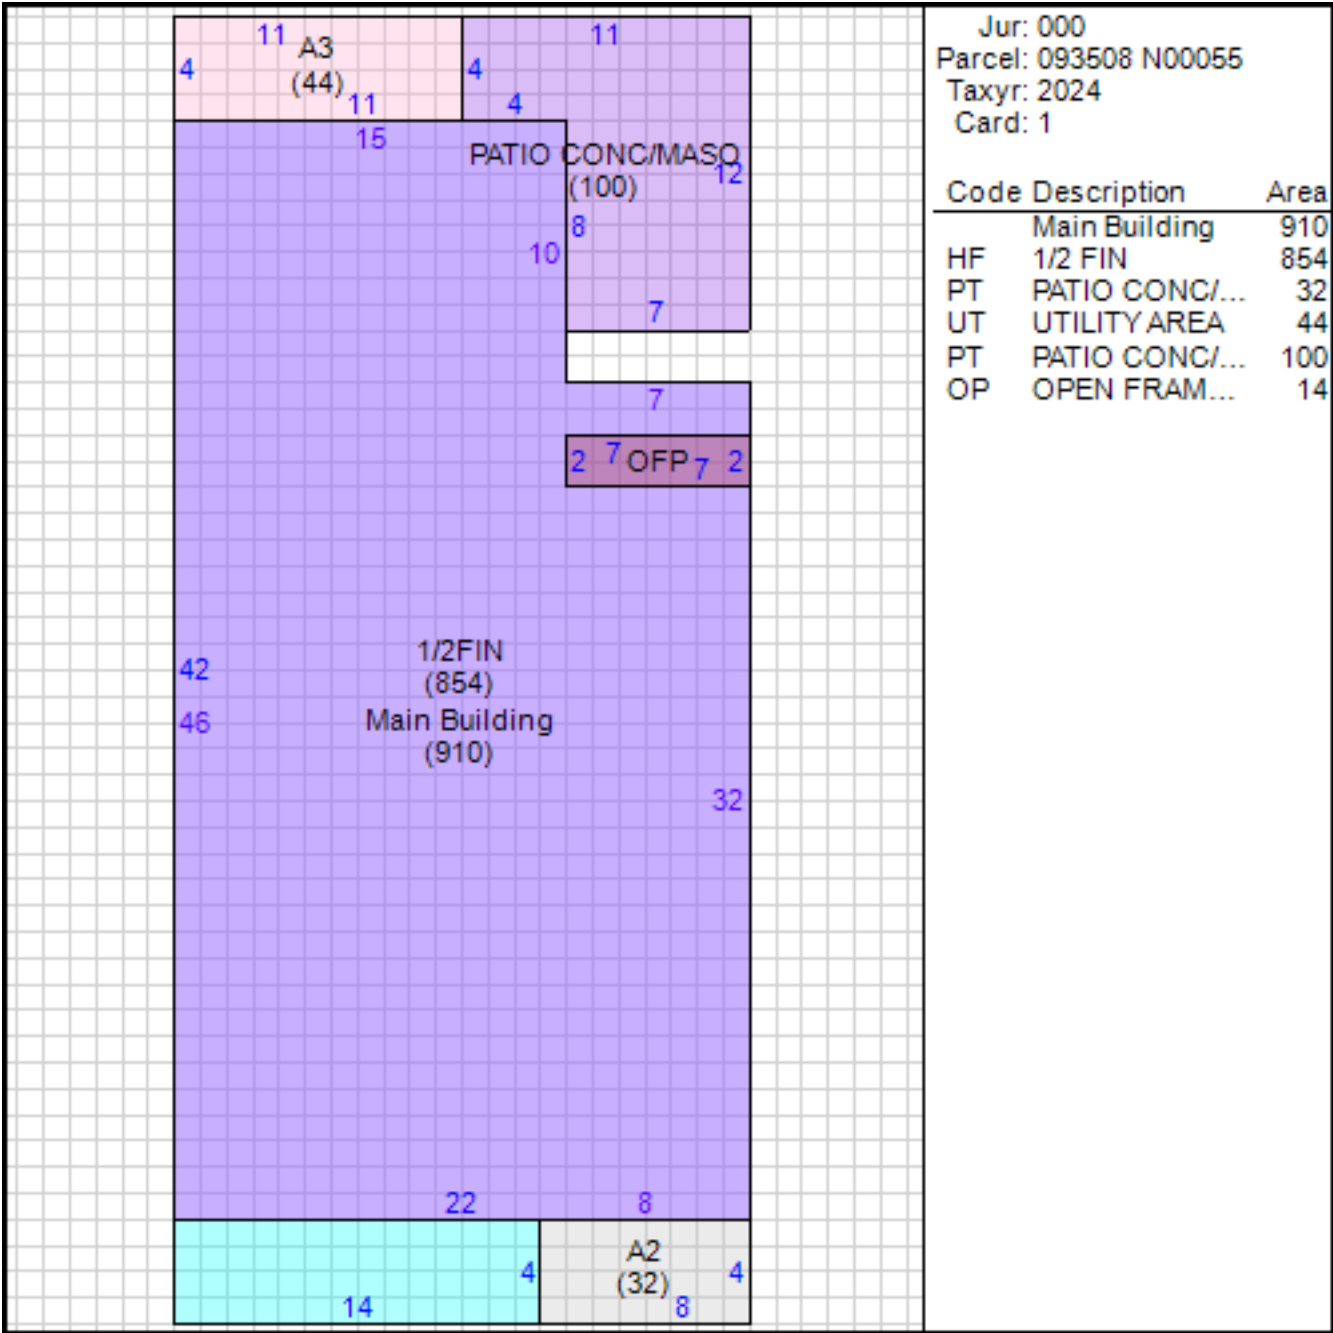 11
A3
11
4
(44)
4
11
4
15
PATIO CONC/MASO
12
(100)
8
10
7
7
2
7
OFP
7
2
1/2FIN
42
(854)
46
Main Building
(910)
32
22
8
A2
4
(32)
4
14
8
Jur: 000
Parcel: 093508 N00055
Taxyr: 2024
Card: 1
Code Description Area
Main Building 910
HF 1/2 FIN 854
PT PATIO CONC/... 32
UT UTILITY AREA 44
PT PATIO CONC/... 100
OP OPEN FRAM... 14